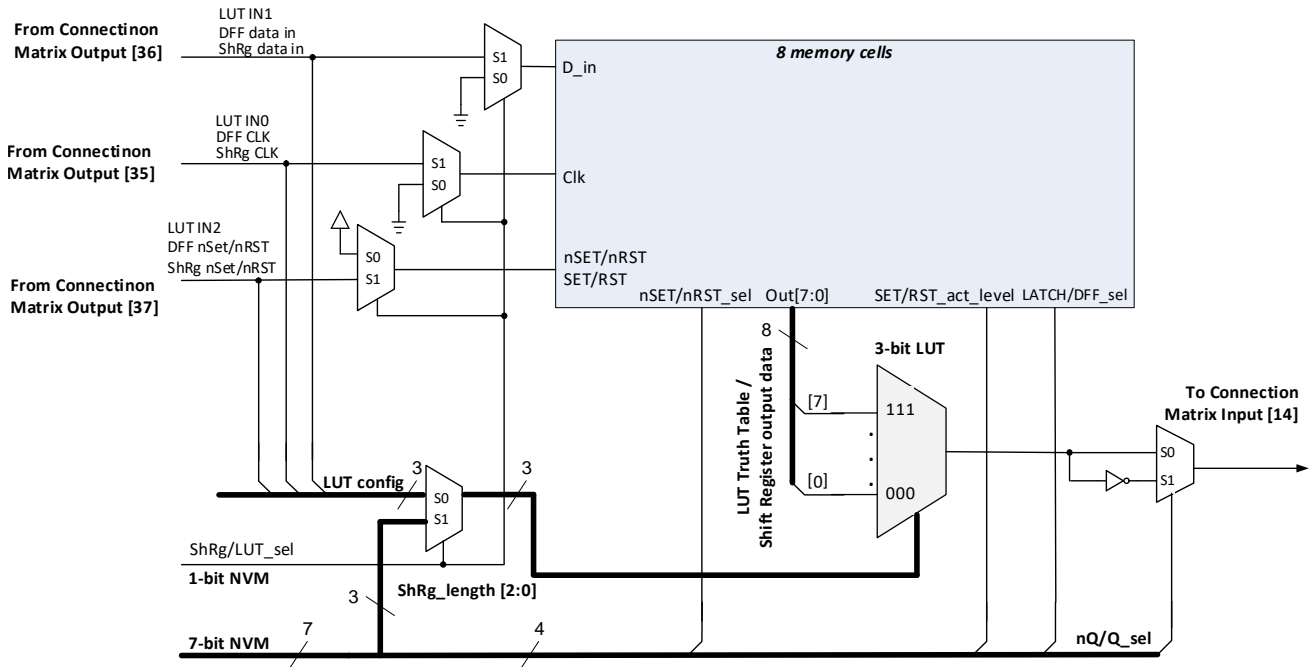 From Connectinon
Matrix Output [36]
LUT IN1
DFF data in
ShRg data in
S1
S0
D_in
8 memory cells
From Connectinon
Matrix Output [35]
LUT IN0
DFF CLK
ShRg CLK
S1
S0
Clk
LUT IN2
DFF nSet/nRST
ShRg nSet/nRST
From Connectinon
Matrix Output [37]
S0
S1
nSET/nRST
SET/RST
nSET/nRST_sel
Out[7:0]
SET/RST_act_level
LATCH/DFF_sel
8
LUT Truth Table /
Shift Register output data
3-bit LUT
[7]
111
[0]
000
To Connection
Matrix Input [14]
S0
S1
LUT config
3
S0
S1
3
ShRg/LUT_sel
1-bit NVM
ShRg_length [2:0]
3
7-bit NVM
7
4
nQ/Q_sel